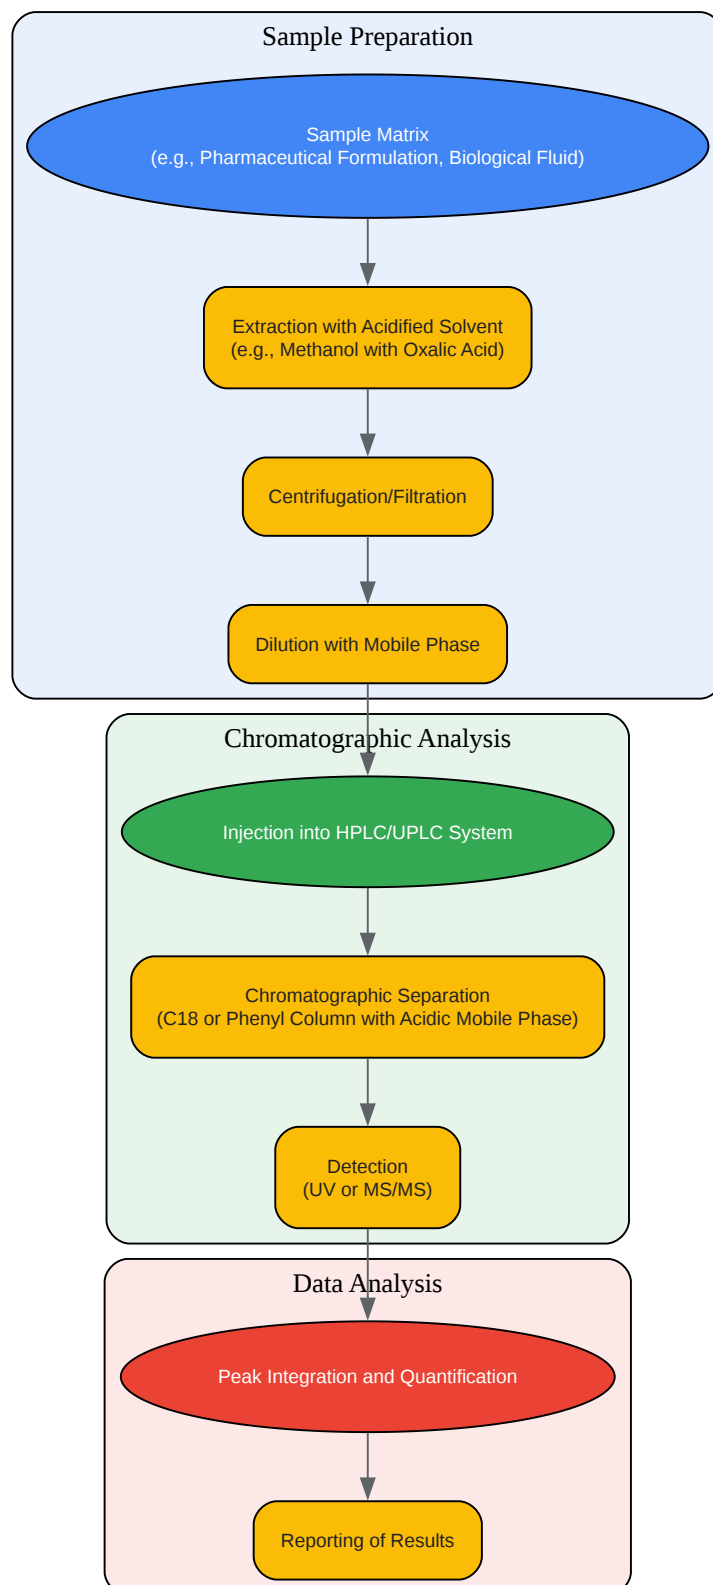 Sample Preparation
Sample Matrix
(e.g., Pharmaceutical Formulation, Biological Fluid)
Extraction with Acidified Solvent
(e.g., Methanol with Oxalic Acid)
Centrifugation/Filtration
Dilution with Mobile Phase
Chromatographic Analysis
Injection into HPLC/UPLC System
Chromatographic Separation
(C18 or Phenyl Column with Acidic Mobile Phase)
Detection
(UV or MS/MS)
Data Analysis
Peak Integration and Quantification
Reporting of Results